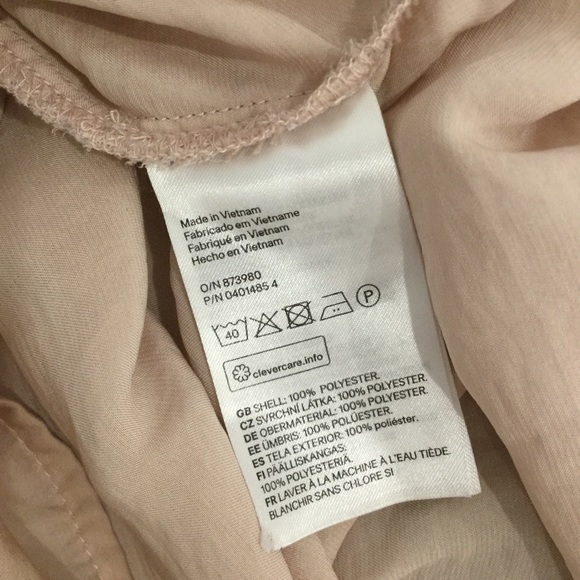 Made in Vietnam
Fabricado em Vietname
Fabriqué en Vietnam
Hecho en Vietnam
O/N 873980
P/N 0401485 4
40
P
clevercare.info
GB SHELL: 100% POLYESTER.
CZ SVRCHNÍ LÁTKA: 100% POLYESTER.
DE OBERMATERIAL: 100% POLYESTER.
EE ÜMBRIS: 100% POLÜESTER.
ES TELA EXTERIOR: 100% poliéster.
FI PÄÄLLISKANGAS:
100% POLYESTERIÄ.
FR LAVER À LA MACHINE À L'EAU TIÈDE.
BLANCHIR SANS CHLORE SI